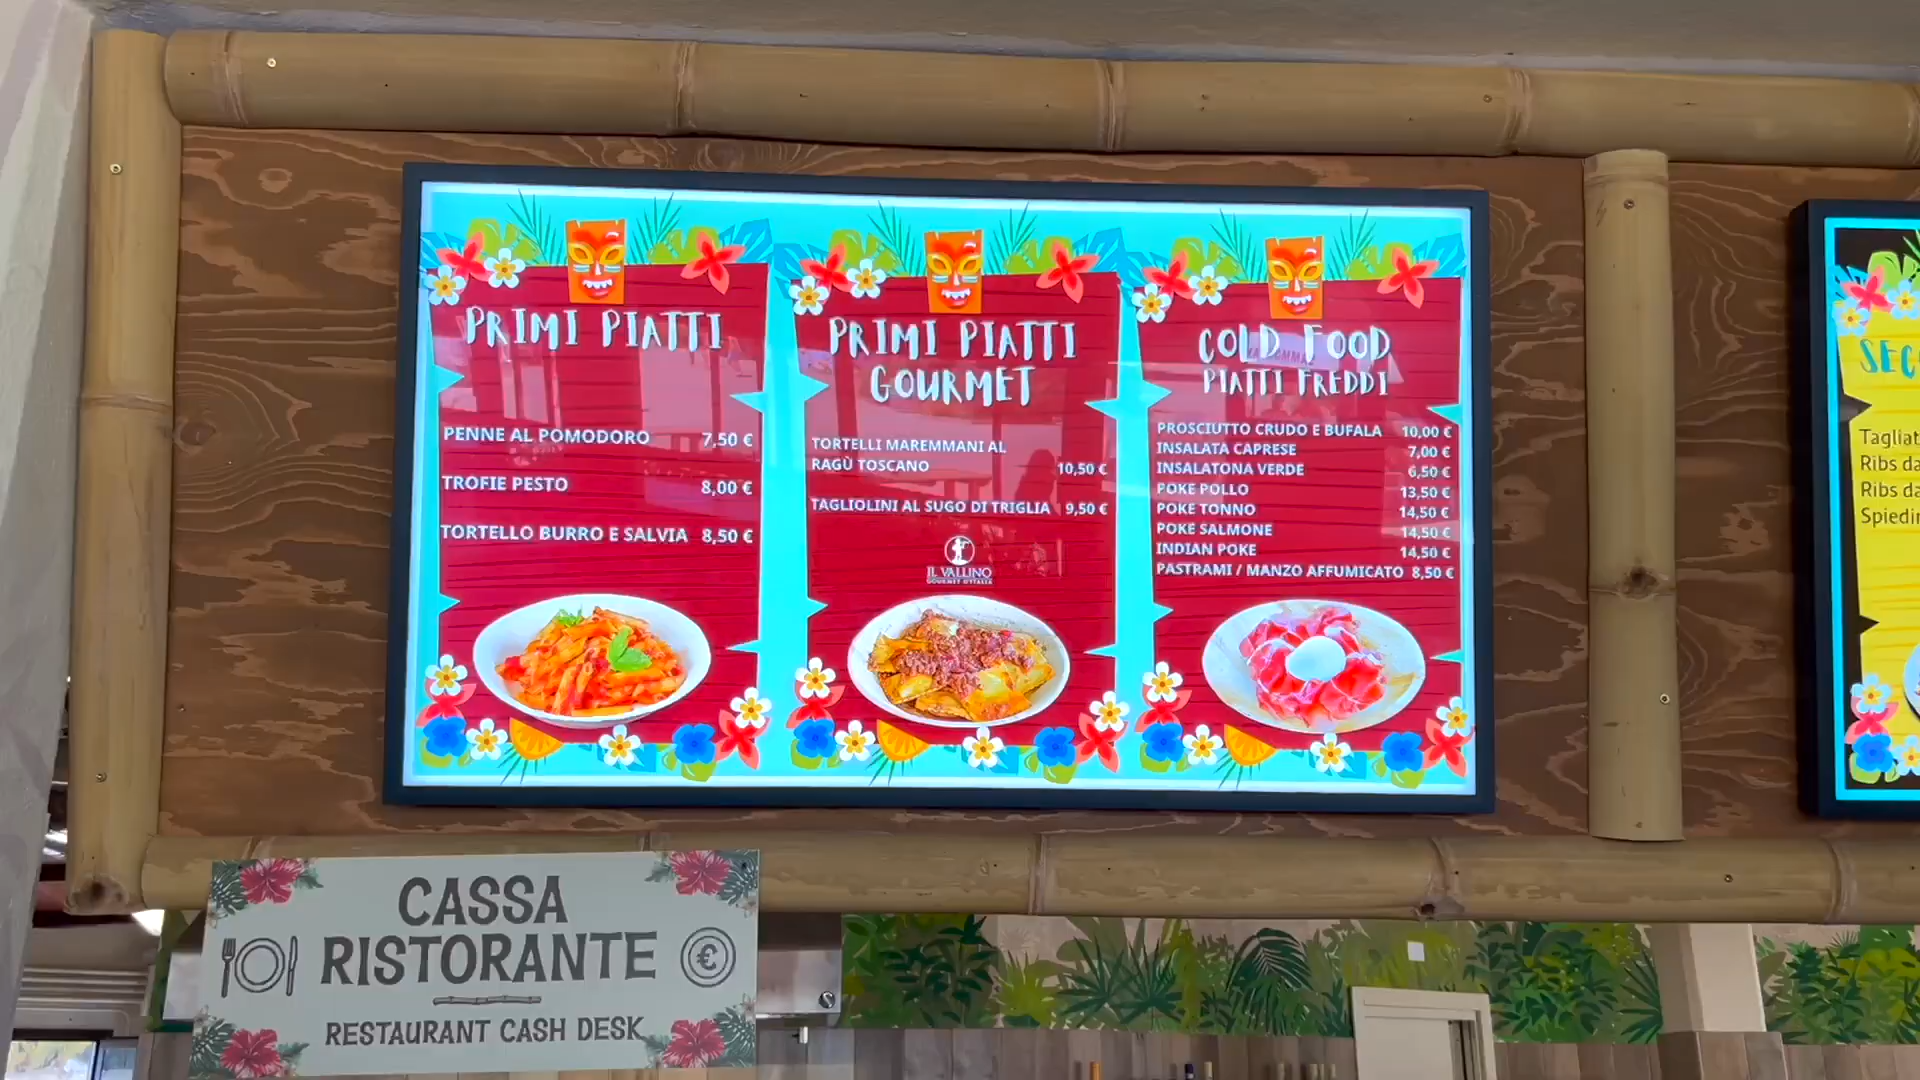 PRIMI PIATTI
PENNE AL POMODORO 7,50 €
TROFIE PESTO 8,00 €
TORTELLO BURRO E SALVIA 8,50 €
PRIMI PIATTI
GOURMET
TORTELLI MAREMMANI AL
RAGÙ TOSCANO 10,50 €
TAGLIOLINI AL SUGO DI TRIGLIA 9,50 €
IL VALLINO
GOURMET D'ITALIA
COLD FOOD
PIATTI FREDDI
PROSCIUTTO CRUDO E BUFALA 10,00 €
INSALATA CAPRESE 7,00 €
INSALATONA VERDE 6,50 €
POKE POLLO 13,50 €
POKE TONNO 14,50 €
POKE SALMONE 14,50 €
INDIAN POKE 14,50 €
PASTRAMI / MANZO AFFUMICATO 8,50 €
SEC
Tagliat
Ribs da
Ribs da
Spiedin
CASSA
RISTORANTE
€
RESTAURANT CASH DESK